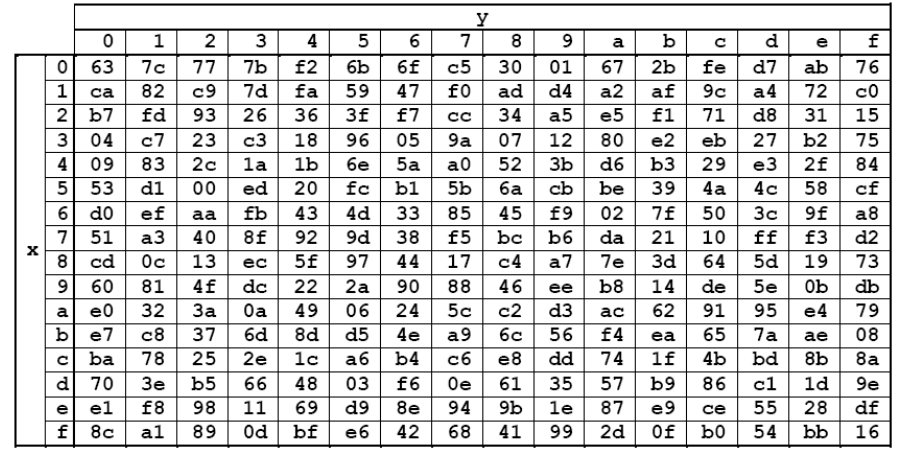 y
0 1 2 3 4 5 6 7 8 9 a b c d e f
0 63 7c 77 7b f2 6b 6f c5 30 01 67 2b fe d7 ab 76
1 ca 82 c9 7d fa 59 47 f0 ad d4 a2 af 9c a4 72 c0
2 b7 fd 93 26 36 3f f7 cc 34 a5 e5 f1 71 d8 31 15
3 04 c7 23 c3 18 96 05 9a 07 12 80 e2 eb 27 b2 75
4 09 83 2c 1a 1b 6e 5a a0 52 3b d6 b3 29 e3 2f 84
5 53 d1 00 ed 20 fc b1 5b 6a cb be 39 4a 4c 58 cf
6 d0 ef aa fb 43 4d 33 85 45 f9 02 7f 50 3c 9f a8
7 51 a3 40 8f 92 9d 38 f5 bc b6 da 21 10 ff f3 d2
x
8 cd 0c 13 ec 5f 97 44 17 c4 a7 7e 3d 64 5d 19 73
9 60 81 4f dc 22 2a 90 88 46 ee b8 14 de 5e 0b db
a e0 32 3a 0a 49 06 24 5c c2 d3 ac 62 91 95 e4 79
b e7 c8 37 6d 8d d5 4e a9 6c 56 f4 ea 65 7a ae 08
c ba 78 25 2e 1c a6 b4 c6 e8 dd 74 1f 4b bd 8b 8a
d 70 3e b5 66 48 03 f6 0e 61 35 57 b9 86 c1 1d 9e
e e1 f8 98 11 69 d9 8e 94 9b 1e 87 e9 ce 55 28 df
f 8c a1 89 0d bf e6 42 68 41 99 2d 0f b0 54 bb 16